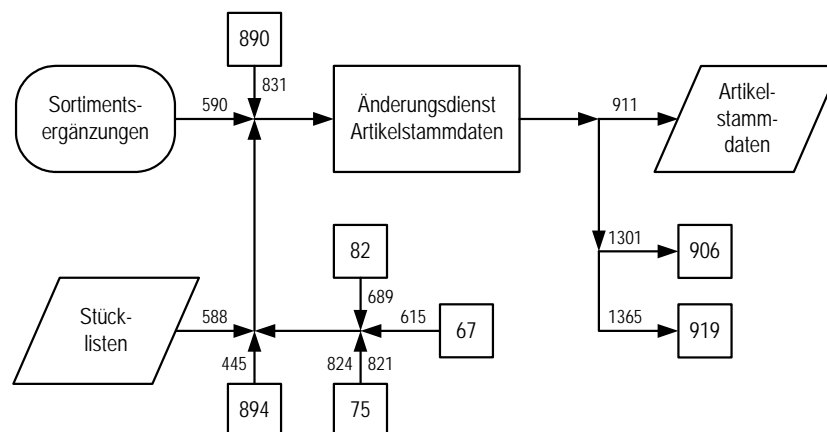 890
831
Sortiments-
ergänzungen
590
Änderungsdienst
Artikelstammdaten
911
Artikel-
stamm-
daten
82
1301
906
689
Stück-
listen
588
615
67
1365
919
445
824
821
894
75